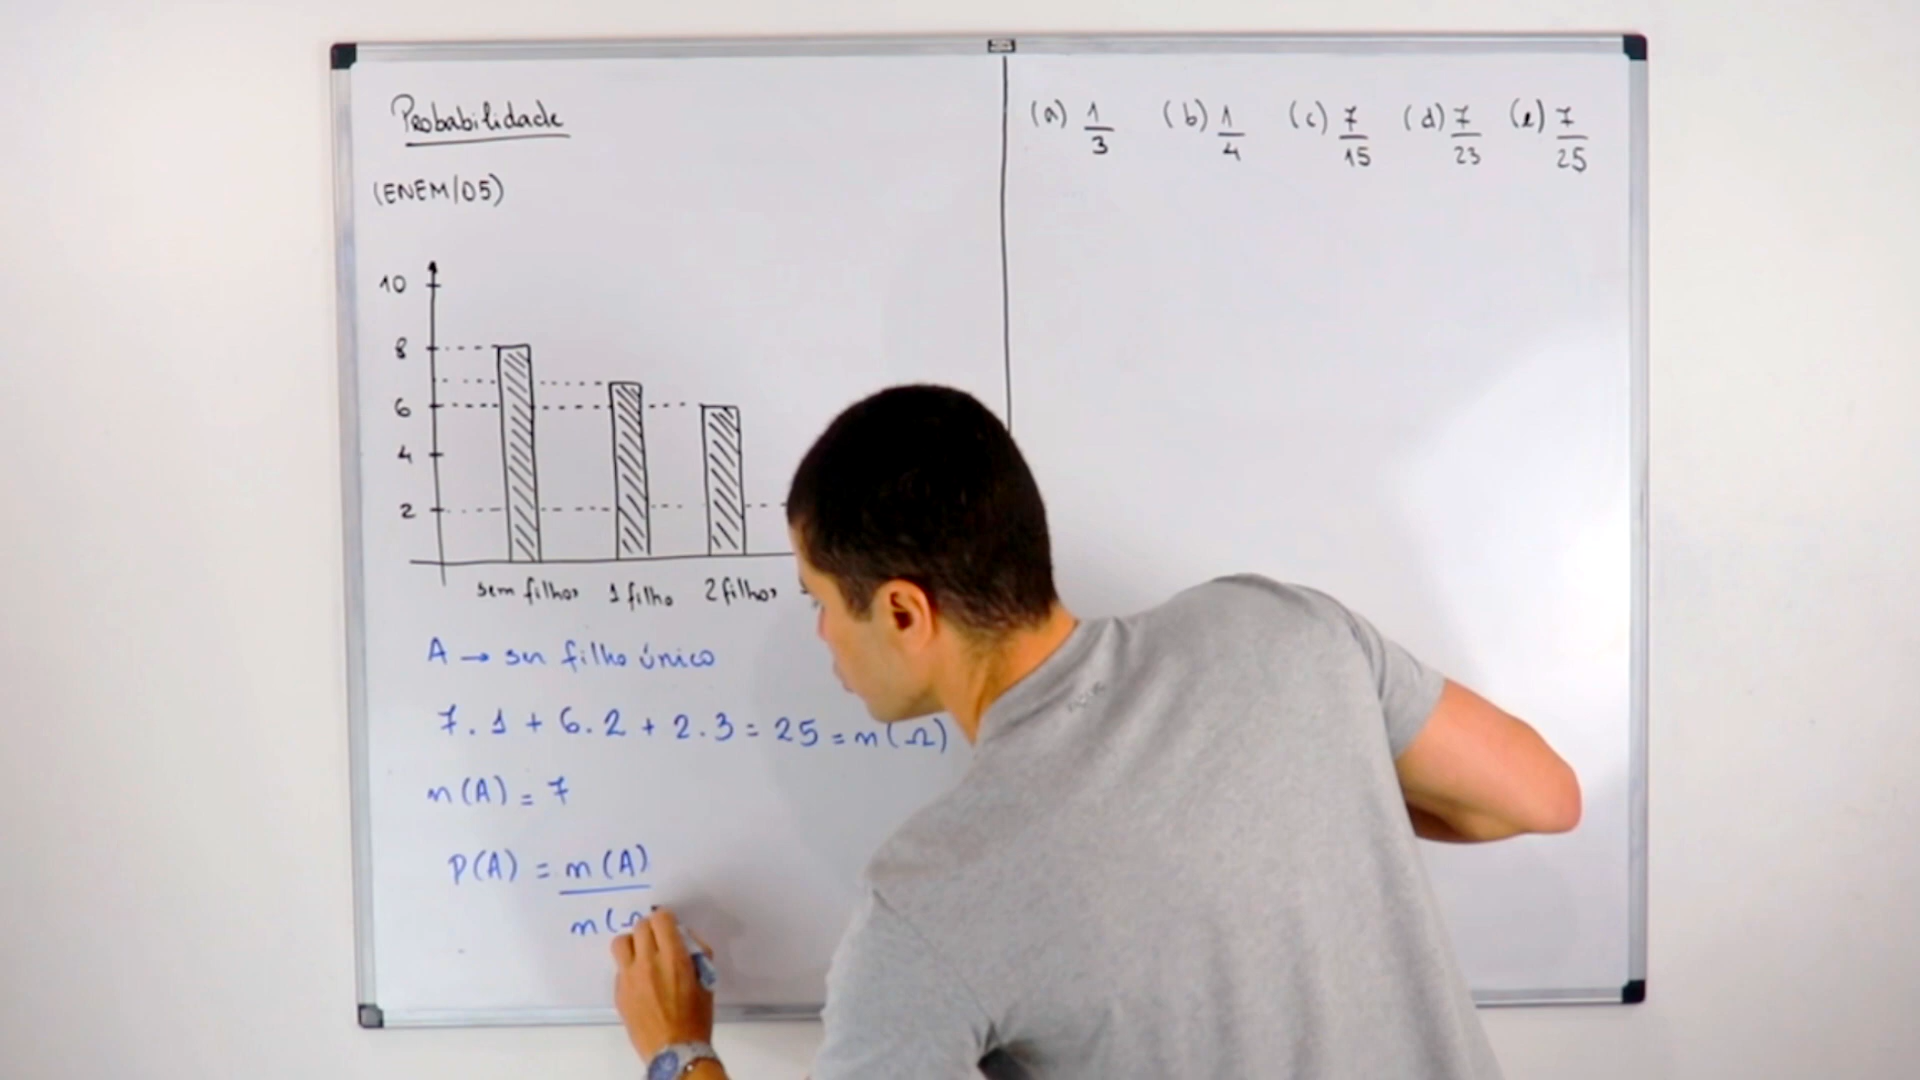 Probabilidade
(ENEM/05)
10
8
6
4
2
sem filhos 1 filho 2 filhos
A → ser filho único
7 . 1 + 6 . 2 + 2 . 3 = 25 = n(Ω)
n(A) = 7
P(A) = n(A)
n(Ω
(a) 1/3 (b) 1/4 (c) 7/15 (d) 7/23 (e) 7/25